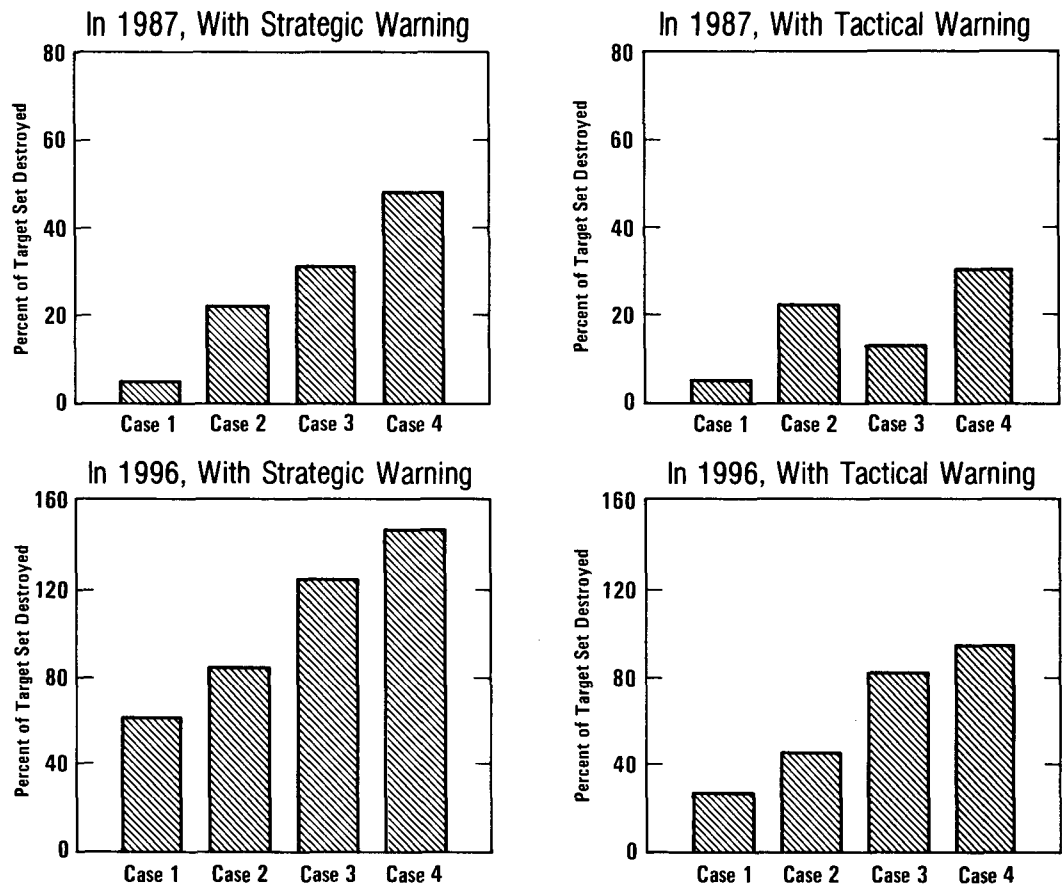 In 1987, With Strategic Warning
Percent of Target Set Destroyed
80
60
40
20
0
Case 1 Case 2 Case 3 Case 4
In 1987, With Tactical Warning
Percent of Target Set Destroyed
80
60
40
20
0
Case 1 Case 2 Case 3 Case 4
In 1996, With Strategic Warning
Percent of Target Set Destroyed
160
120
80
40
0
Case 1 Case 2 Case 3 Case 4
In 1996, With Tactical Warning
Percent of Target Set Destroyed
160
120
80
40
0
Case 1 Case 2 Case 3 Case 4